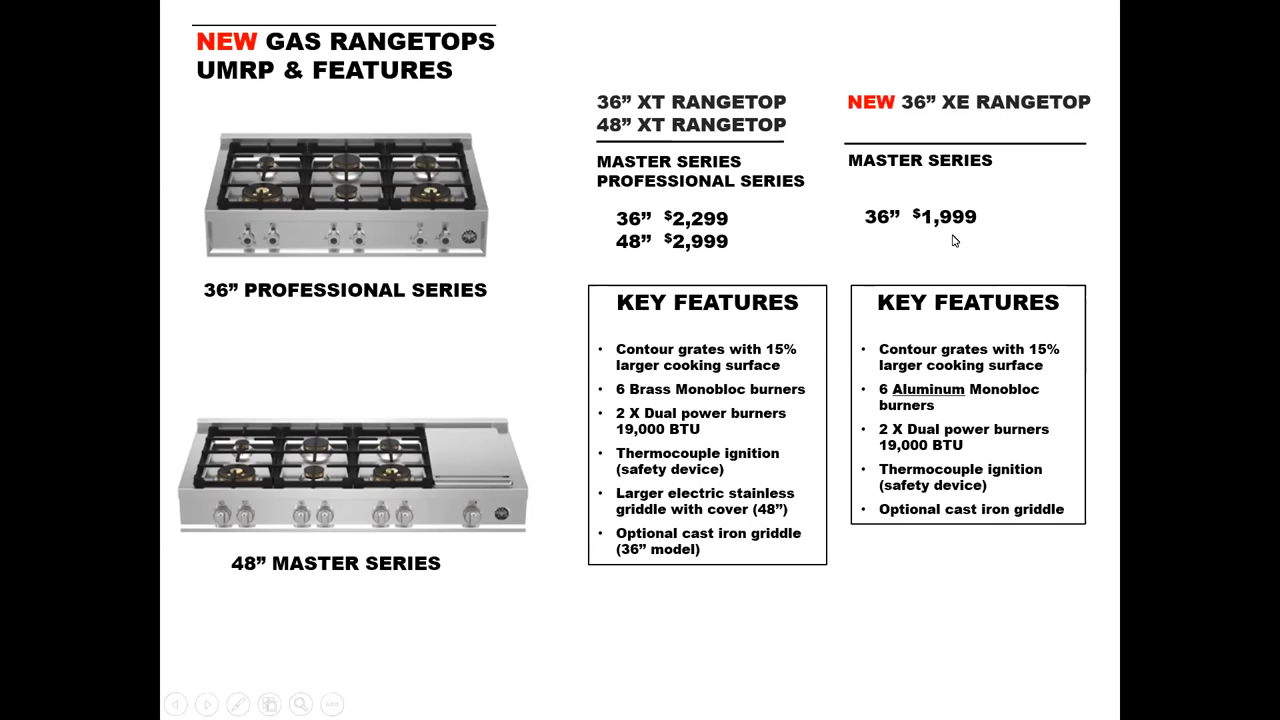 NEW GAS RANGETOPS
UMRP & FEATURES
36” PROFESSIONAL SERIES
48” MASTER SERIES
36” XT RANGETOP
48” XT RANGETOP
MASTER SERIES
PROFESSIONAL SERIES
36” $2,299
48” $2,999
KEY FEATURES
• Contour grates with 15%
larger cooking surface
• 6 Brass Monobloc burners
• 2 X Dual power burners
19,000 BTU
• Thermocouple ignition
(safety device)
• Larger electric stainless
griddle with cover (48”)
• Optional cast iron griddle
(36” model)
NEW 36” XE RANGETOP
MASTER SERIES
36” $1,999
KEY FEATURES
• Contour grates with 15%
larger cooking surface
• 6 Aluminum Monobloc
burners
• 2 X Dual power burners
19,000 BTU
• Thermocouple ignition
(safety device)
• Optional cast iron griddle